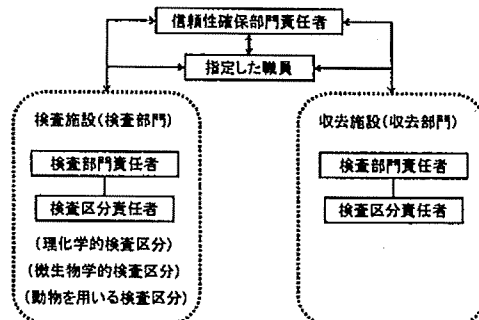 信頼性確保部門責任者
指定した職員
検査施設(検査部門)
検査部門責任者
検査区分責任者
(理化学的検査区分)
(微生物学的検査区分)
(動物を用いる検査区分)
収去施設(収去部門)
検査部門責任者
検査区分責任者